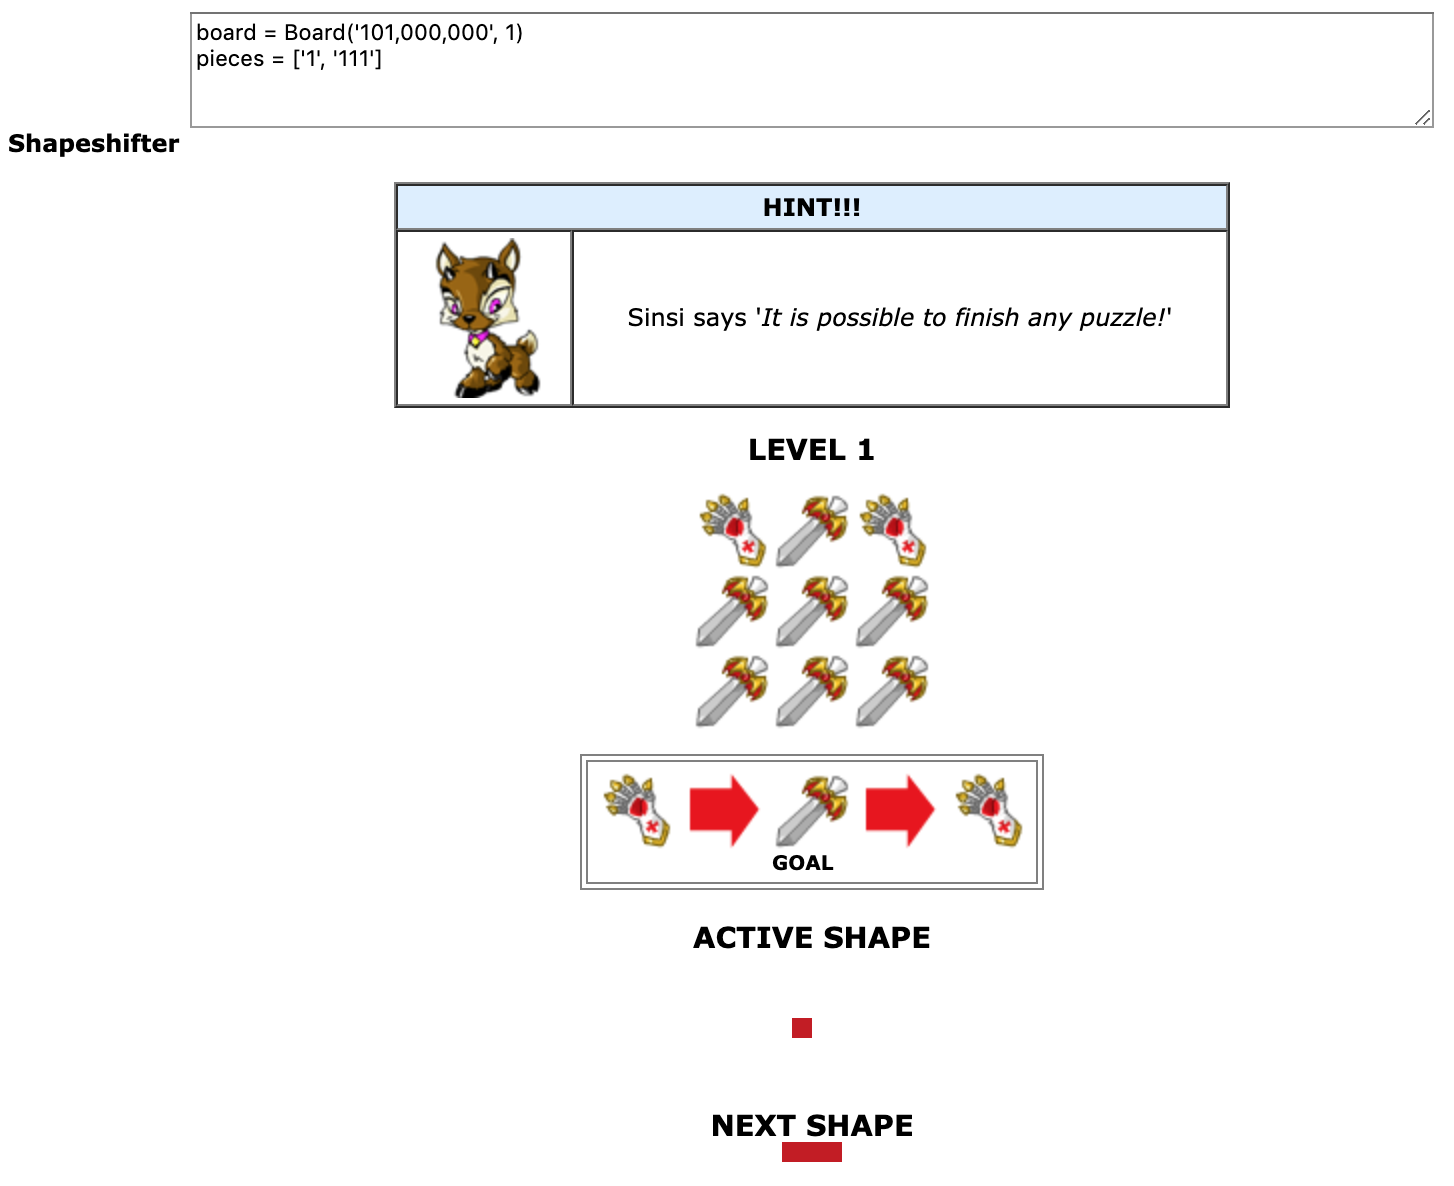 board = Board('101,000,000', 1)
pieces = ['1', '111']
Shapeshifter
HINT!!!
Sinsi says 'It is possible to finish any puzzle!'
LEVEL 1
GOAL
ACTIVE SHAPE
NEXT SHAPE